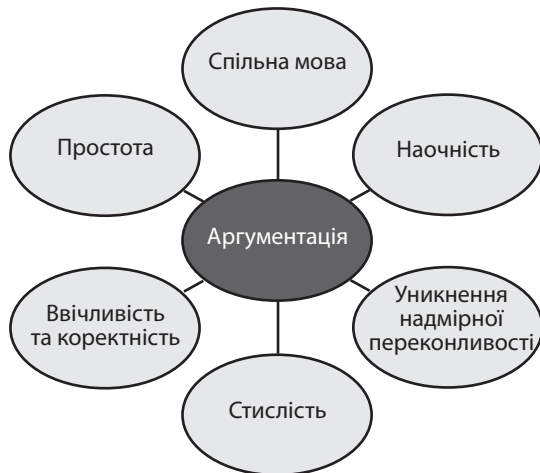 Спільна мова
Простота
Наочність
Аргументація
Ввічливість
та коректність
Уникнення
надмірної
переконливості
Стислість